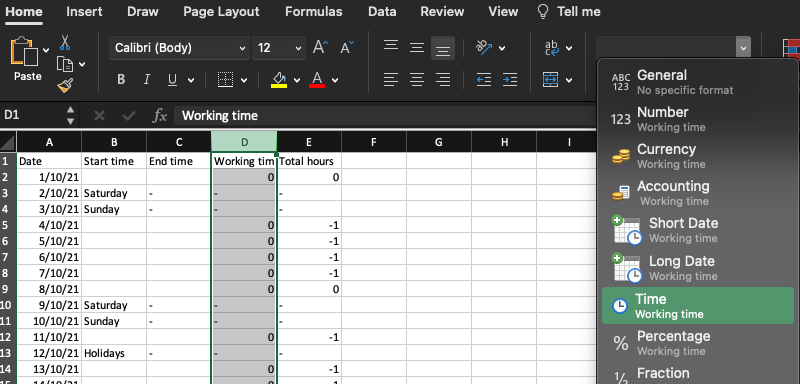 Home Insert Draw Page Layout Formulas Data Review View Tell me
Calibri (Body) 12 A A ab
Paste B I U A
ABC 123 General
No specific format
123 Number
Working time
Currency
Working time
Accounting
Working time
Short Date
Working time
Long Date
Working time
Time
Working time
% Percentage
Working time
½ Fraction
D1 fx Working time
A B C D E F G H I
1 Date Start time End time Working tim Total hours
2 1/10/21 0 0
3 2/10/21 Saturday - - -
4 3/10/21 Sunday - - -
5 4/10/21 0 -1
6 5/10/21 0 -1
7 6/10/21 0 -1
8 7/10/21 0 -1
9 8/10/21 0 0
10 9/10/21 Saturday - - -
11 10/10/21 Sunday - - -
12 11/10/21 0 -1
13 12/10/21 Holidays - - -
14 13/10/21 0 -1